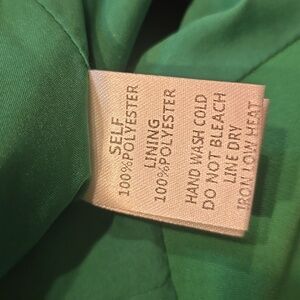 SELF
100%POLYESTER
LINING
100%POLYESTER
HAND WASH COLD
DO NOT BLEACH
LINE DRY
IRON LOW HEAT